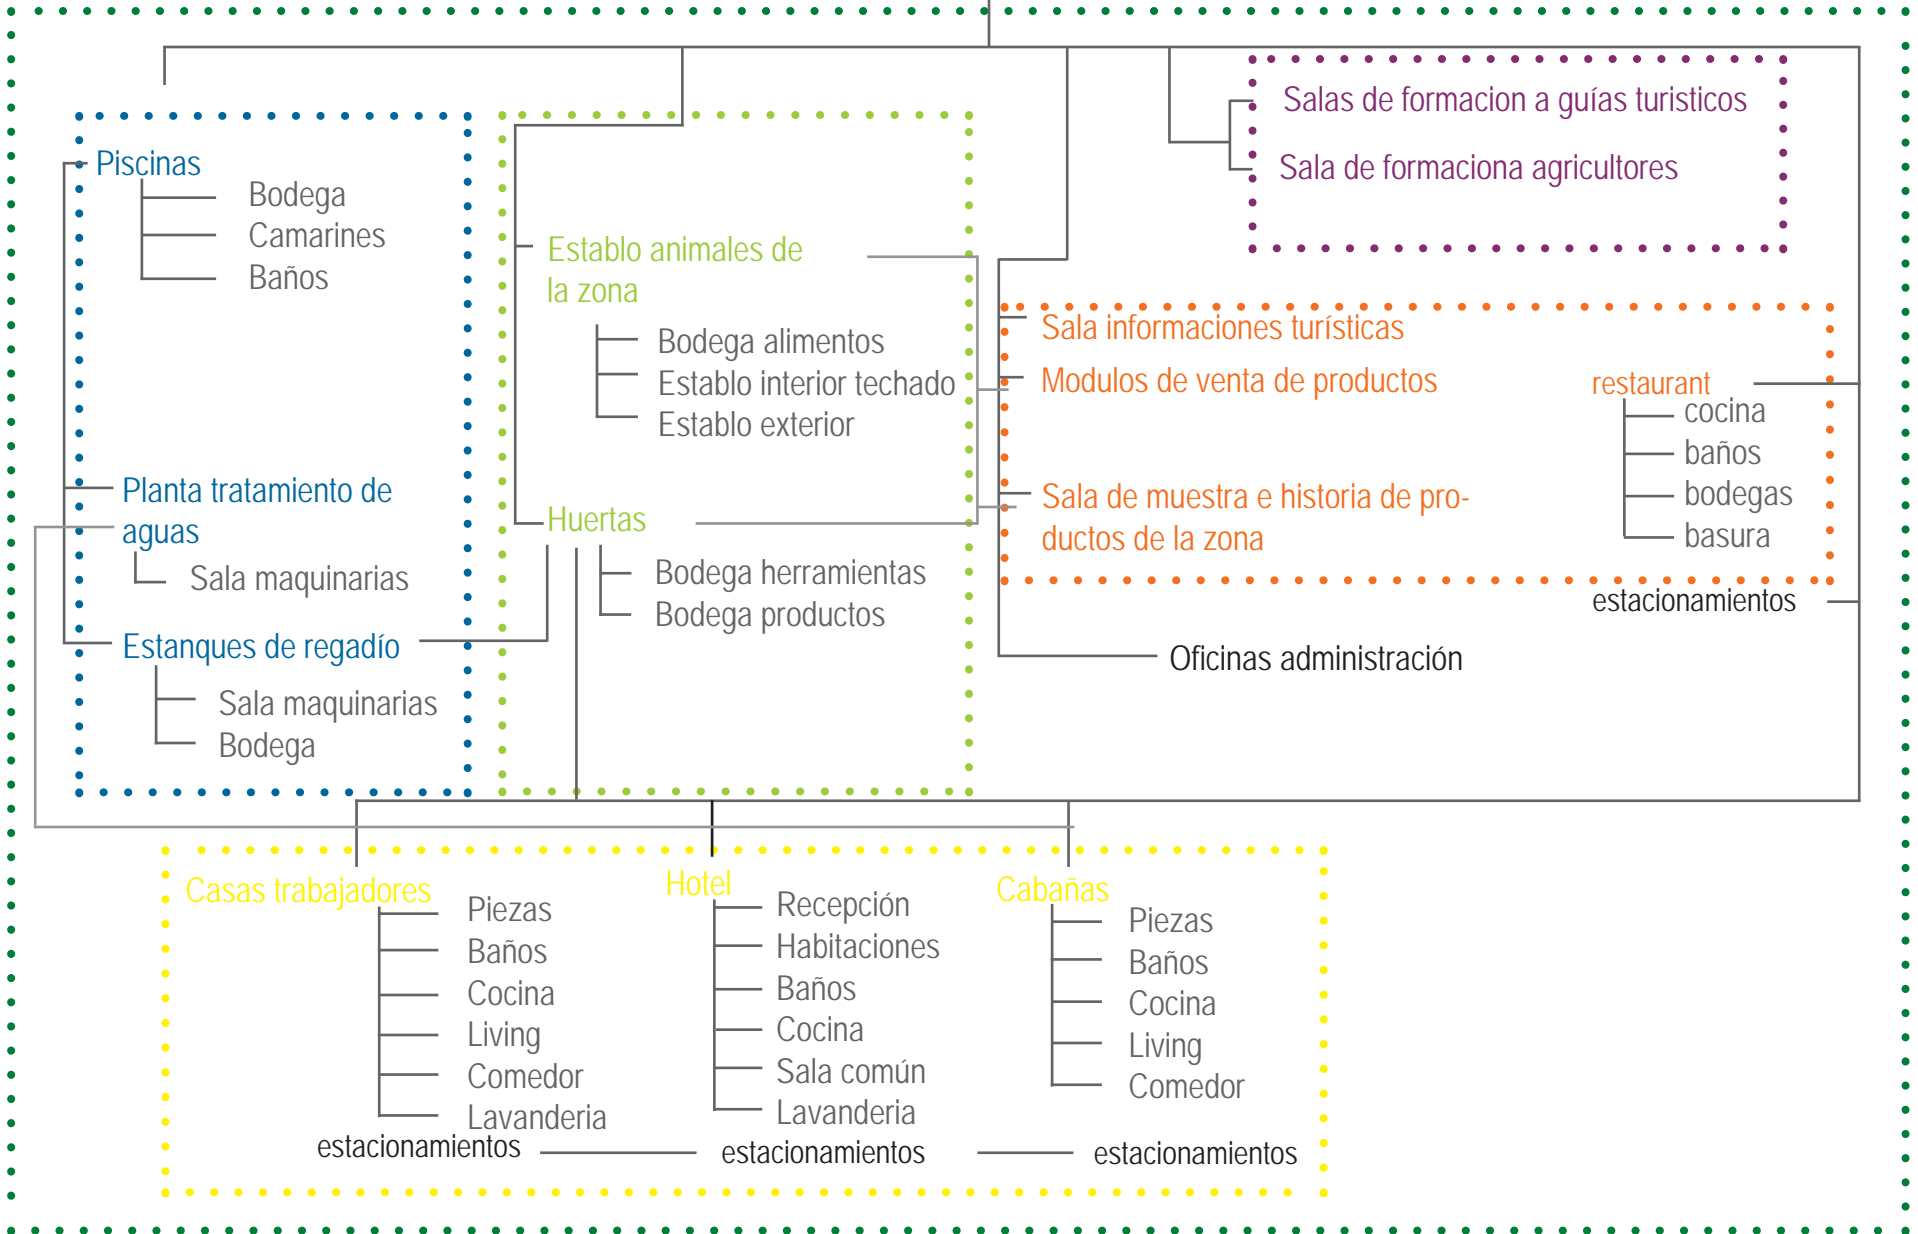 Salas de formacion a guías turisticos
Sala de formaciona agricultores
Piscinas
Bodega
Camarines
Baños
Planta tratamiento de
aguas
Sala maquinarias
Estanques de regadío
Sala maquinarias
Bodega
Establo animales de
la zona
Bodega alimentos
Establo interior techado
Establo exterior
Huertas
Bodega herramientas
Bodega productos
Sala informaciones turísticas
Modulos de venta de productos
Sala de muestra e historia de pro-
ductos de la zona
restaurant
cocina
baños
bodegas
basura
estacionamientos
Oficinas administración
Casas trabajadores
Piezas
Baños
Cocina
Living
Comedor
Lavanderia
estacionamientos
Hotel
Recepción
Habitaciones
Baños
Cocina
Sala común
Lavanderia
estacionamientos
Cabañas
Piezas
Baños
Cocina
Living
Comedor
estacionamientos